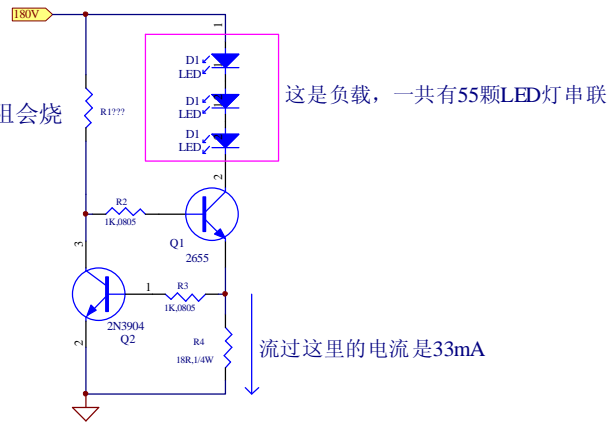 180V
1
D1
LED
D1
LED
D1
LED
这是负载，一共有55颗LED灯串联
阻会烧
R1???
2
R2
1K,0805
Q1
2655
3
1
R3
1K,0805
2N3904
Q2
2
R4
18R,1/4W
流过这里的电流是33mA